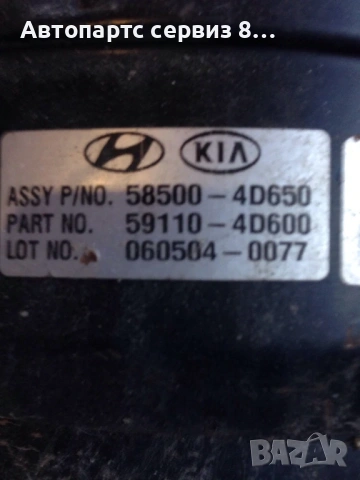 Автопартс сервиз 8...
KIA
ASSY P/NO. 58500-4D650
PART NO. 59110-4D600
LOT NO. 060504-0077
BAZAR